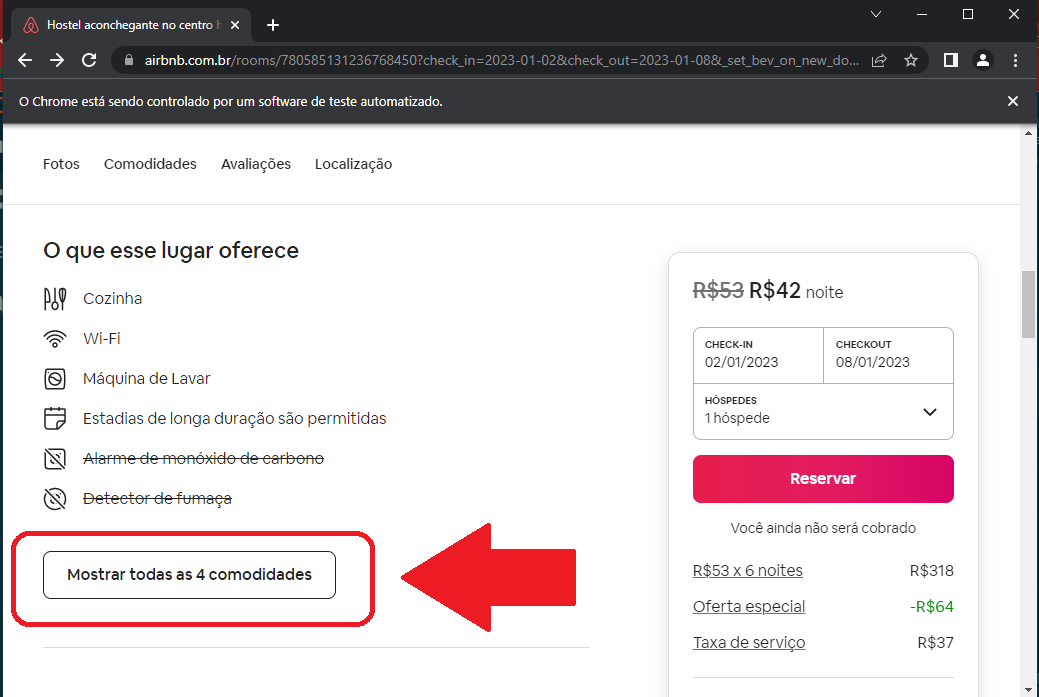 Hostel aconchegante no centro h
airbnb.com.br/rooms/780585131236768450?check_in=2023-01-02&check_out=2023-01-08&_set_bev_on_new_do...
O Chrome está sendo controlado por um software de teste automatizado.
Fotos Comodidades Avaliações Localização
O que esse lugar oferece
Cozinha
Wi-Fi
Máquina de Lavar
Estadias de longa duração são permitidas
Alarme de monóxido de carbono
Detector de fumaça
Mostrar todas as 4 comodidades
R$53 R$42 noite
CHECK-IN
02/01/2023
CHECKOUT
08/01/2023
HÓSPEDES
1 hóspede
Reservar
Você ainda não será cobrado
R$53 x 6 noites R$318
Oferta especial -R$64
Taxa de serviço R$37